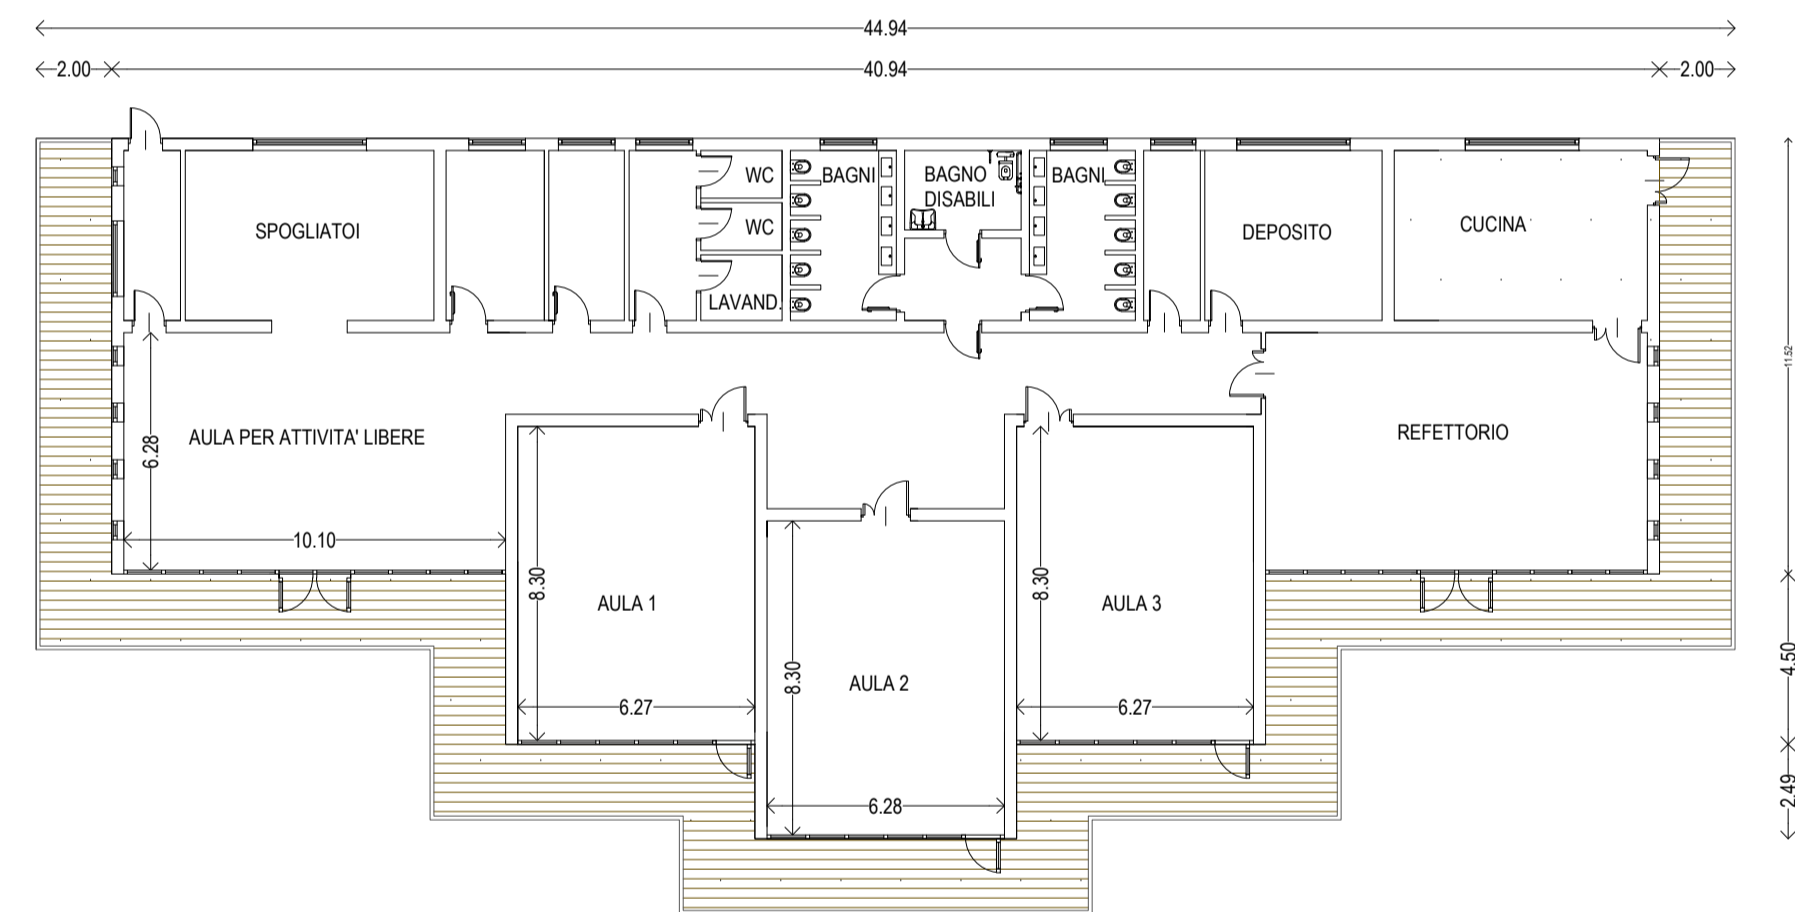 44.94
2.00
40.94
2.00
WC
BAGNI
BAGNO
DISABILI
BAGNI
SPOGLIATOI
WC
DEPOSITO
CUCINA
LAVAND.
11.52
AULA PER ATTIVITA' LIBERE
6.28
REFETTORIO
10.10
8.30
AULA 1
8.30
AULA 3
4.50
8.30
AULA 2
6.27
6.27
2.49
6.28